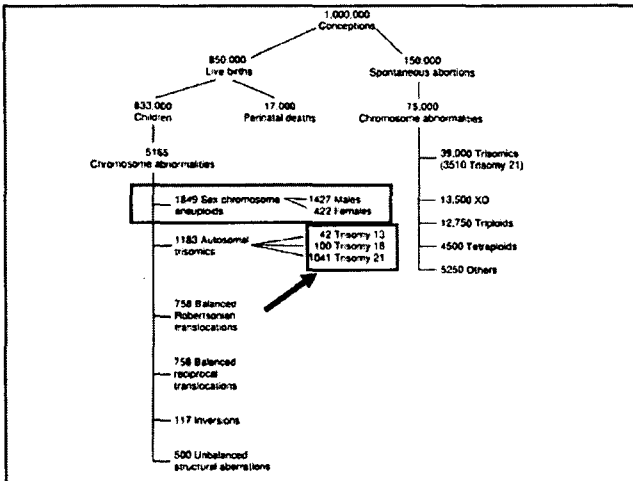 1,000,000
Conceptions
850,000
Live births
150,000
Spontaneous abortions
833,000
Children
17,000
Perinatal deaths
75,000
Chromosome abnormalities
5165
Chromosome abnormalities
39,000 Trisomics
(3510 Trisomy 21)
1849 Sex chromosome
aneuploids
1427 Males
422 Females
13,500 XO
12,750 Triploids
1183 Autosomal
trisomics
42 Trisomy 13
100 Trisomy 18
1041 Trisomy 21
4500 Tetraploids
5250 Others
758 Balanced
Robertsonian
translocations
758 Balanced
reciprocal
translocations
117 Inversions
500 Unbalanced
structural aberrations